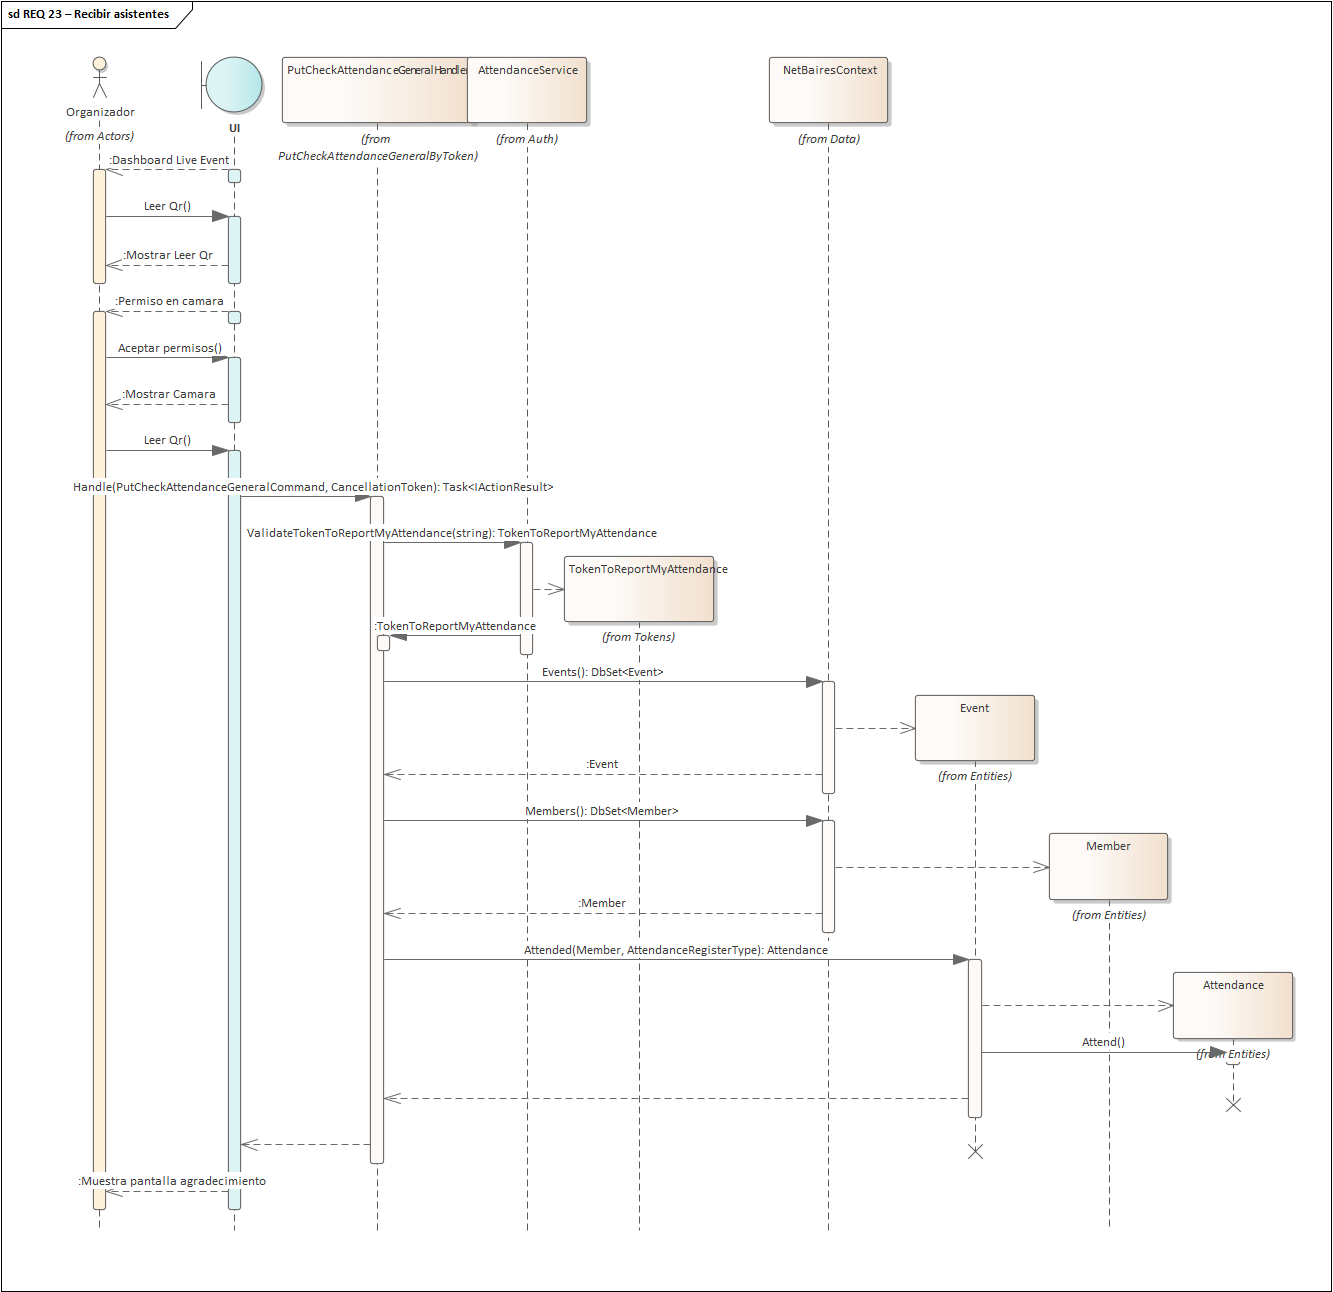 sd REQ 23 – Recibir asistentes
Organizador
(from Actors)
UI
PutCheckAttendanceGeneralHandler
(from
PutCheckAttendanceGeneralByToken)
AttendanceService
(from Auth)
NetBairesContext
(from Data)
:Dashboard Live Event
Leer Qr()
:Mostrar Leer Qr
:Permiso en camara
Aceptar permisos()
:Mostrar Camara
Leer Qr()
Handle(PutCheckAttendanceGeneralCommand, CancellationToken): Task<IActionResult>
ValidateTokenToReportMyAttendance(string): TokenToReportMyAttendance
TokenToReportMyAttendance
(from Tokens)
:TokenToReportMyAttendance
Events(): DbSet<Event>
Event
(from Entities)
:Event
Members(): DbSet<Member>
Member
(from Entities)
:Member
Attended(Member, AttendanceRegisterType): Attendance
Attendance
(from Entities)
Attend()
:Muestra pantalla agradecimiento